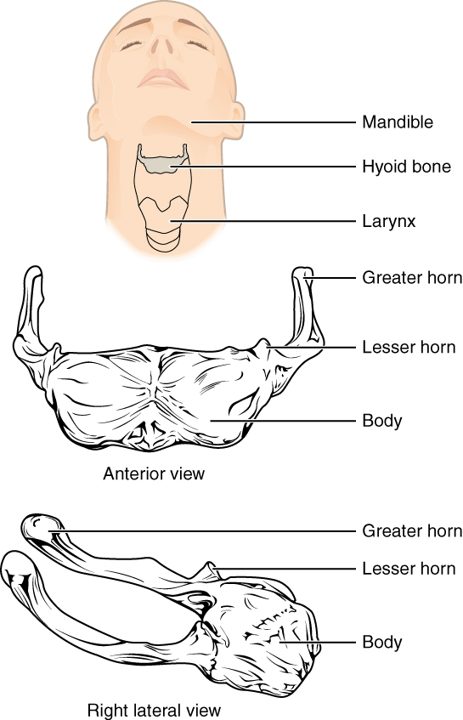 Mandible
Hyoid bone
Larynx
Greater horn
Lesser horn
Body
Anterior view
Greater horn
Lesser horn
Body
Right lateral view